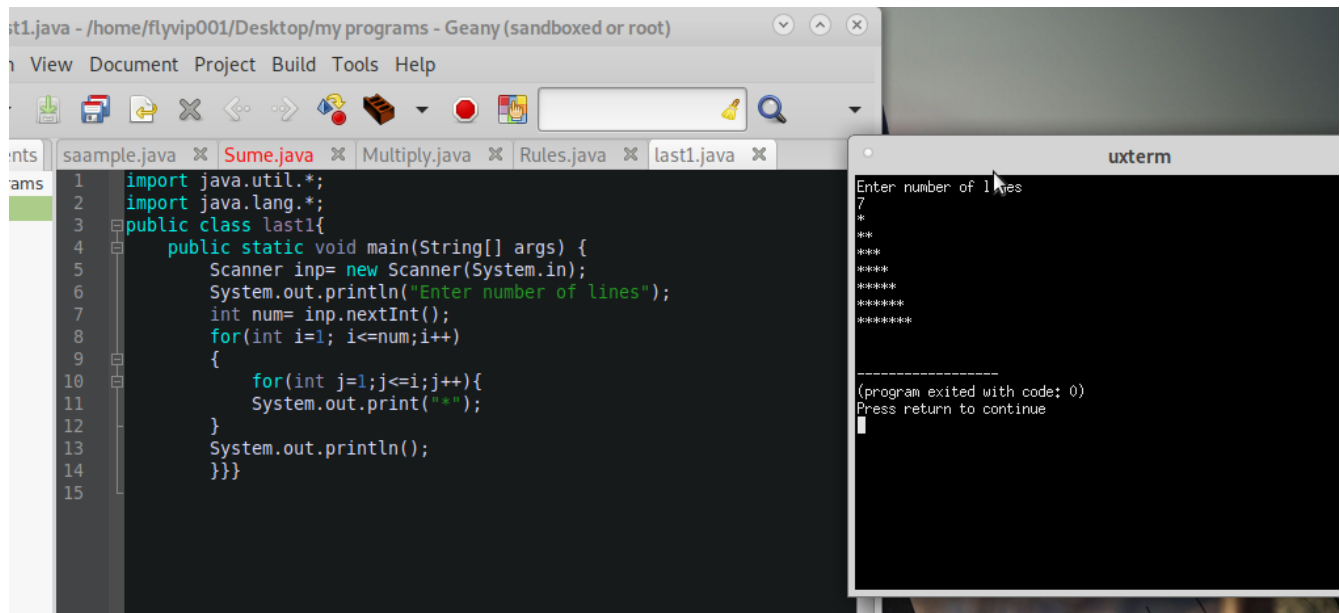 st1.java - /home/flyvip001/Desktop/my programs - Geany (sandboxed or root)
View Document Project Build Tools Help
nts saample.java Sume.java Multiply.java Rules.java last1.java
ams
1 import java.util.*;
2 import java.lang.*;
3 public class last1{
4 public static void main(String[] args) {
5 Scanner inp= new Scanner(System.in);
6 System.out.println("Enter number of lines");
7 int num= inp.nextInt();
8 for(int i=1; i<=num;i++)
9 {
10 for(int j=1;j<=i;j++){
11 System.out.print("*");
12 }
13 System.out.println();
14 }}}
15
uxterm
Enter number of lines
7
*
**
***
****
*****
******
*******
------------------
(program exited with code: 0)
Press return to continue